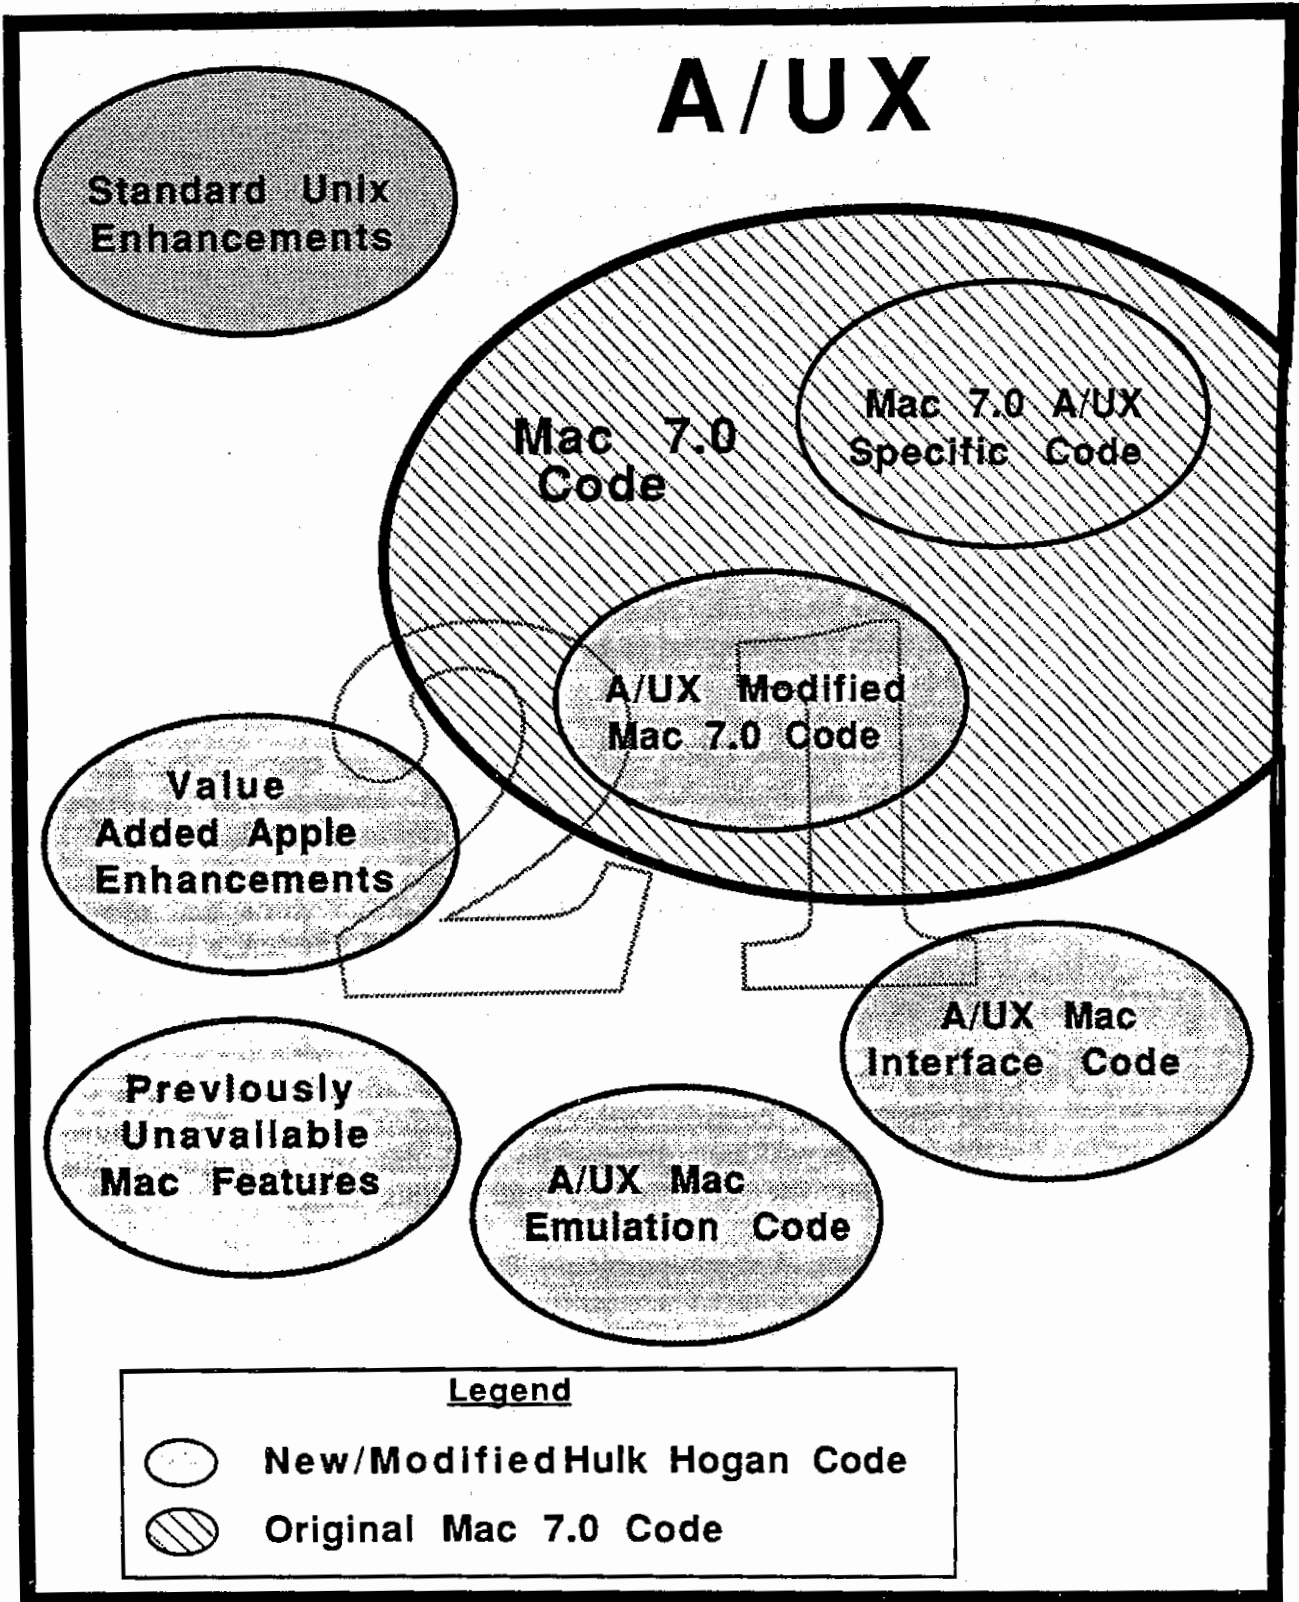 A/UX
Standard Unix
Enhancements
Mac 7.0 A/UX
Specific Code
Mac 7.0
Code
A/UX Modified
Mac 7.0 Code
Value
Added Apple
Enhancements
21
A/UX Mac
Interface Code
Previously
Unavailable
Mac Features
A/UX Mac
Emulation Code
Legend
New/Modified Hulk Hogan Code
Original Mac 7.0 Code